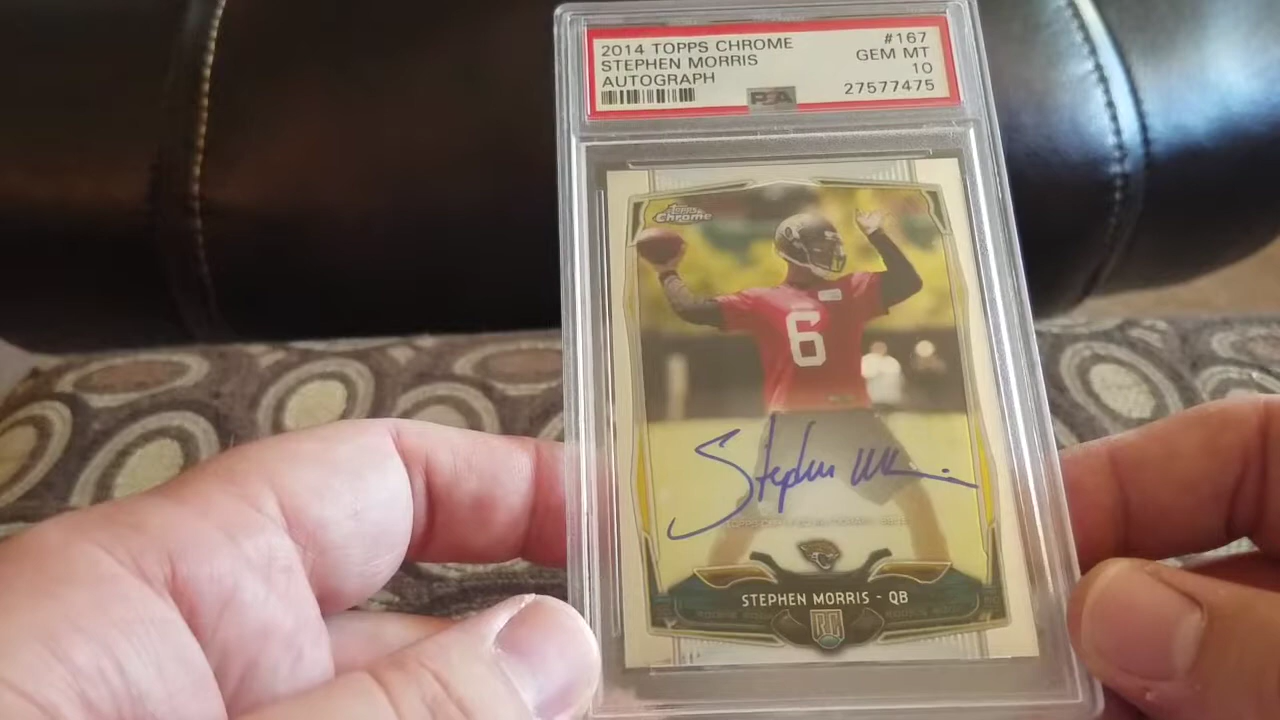 2014 TOPPS CHROME #167
STEPHEN MORRIS GEM MT
AUTOGRAPH 10
27577475
PSA
TOPPS
Chrome
6
Stephen
STEPHEN MORRIS - QB
RC